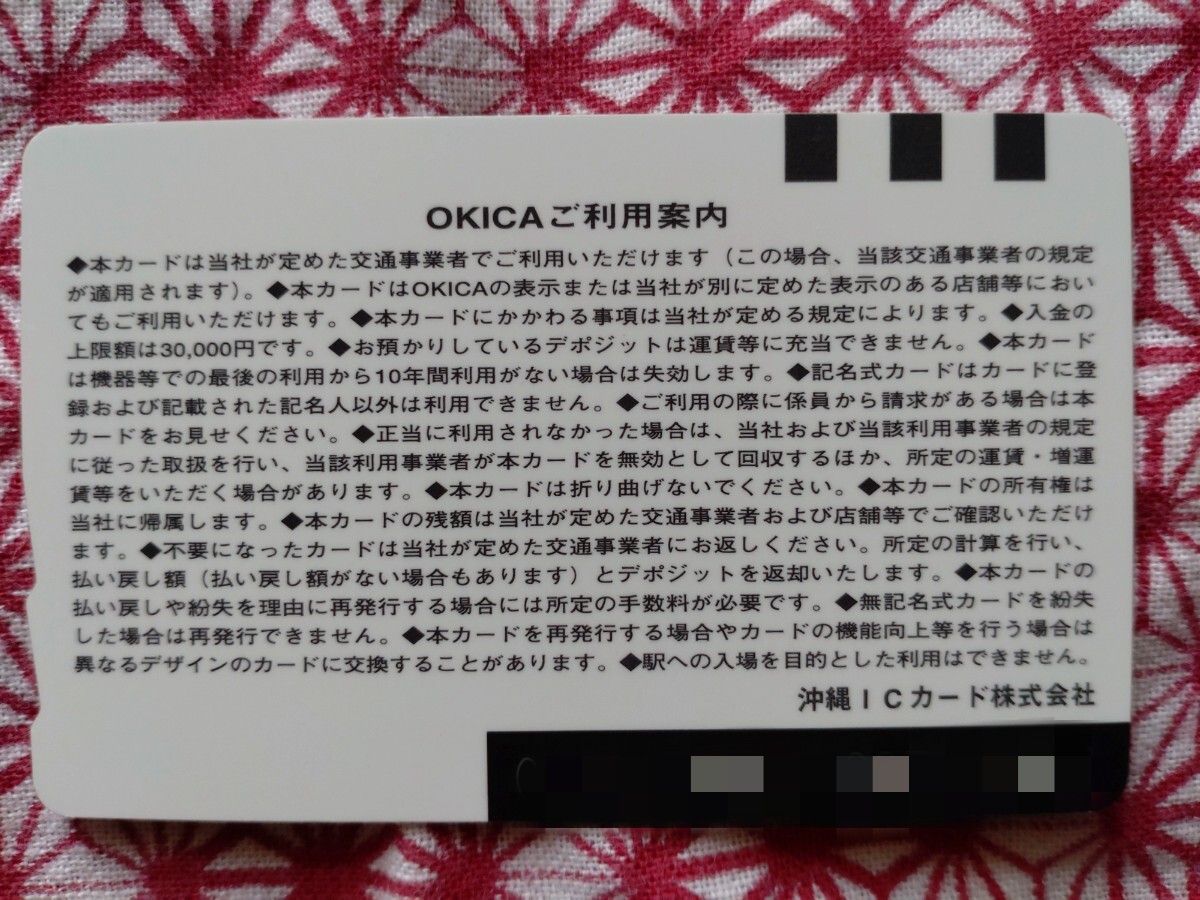 OKICAご利用案内
◆本カードは当社が定めた交通事業者でご利用いただけます（この場合、当該交通事業者の規定
が適用されます）。◆本カードはOKICAの表示または当社が別に定めた表示のある店舗等におい
てもご利用いただけます。◆本カードにかかわる事項は当社が定める規定によります。◆入金の
上限額は30,000円です。◆お預かりしているデポジットは運賃等に充当できません。◆本カード
は機器等での最後の利用から10年間利用がない場合は失効します。◆記名式カードはカードに登
録および記載された記名人以外は利用できません。◆ご利用の際に係員から請求がある場合は本
カードをお見せください。◆正当に利用されなかった場合は、当社および当該利用事業者の規定
に従った取扱を行い、当該利用事業者が本カードを無効として回収するほか、所定の運賃・増運
賃等をいただく場合があります。◆本カードは折り曲げないでください。◆本カードの所有権は
当社に帰属します。◆本カードの残額は当社が定めた交通事業者および店舗等でご確認いただけ
ます。◆不要になったカードは当社が定めた交通事業者にお返しください。所定の計算を行い、
払い戻し額（払い戻し額がない場合もあります）とデポジットを返却いたします。◆本カードの
払い戻しや紛失を理由に再発行する場合には所定の手数料が必要です。◆無記名式カードを紛失
した場合は再発行できません。◆本カードを再発行する場合やカードの機能向上等を行う場合は
異なるデザインのカードに交換することがあります。◆駅への入場を目的とした利用はできません。
沖縄ＩＣカード株式会社